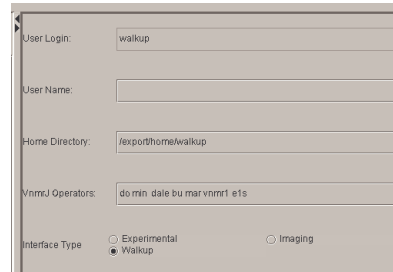 User Login: walkup
User Name:
Home Directory: /export/home/walkup
VnmrJ Operators: do min dale bu mar vnmr1 e1s
Interface Type
Experimental Imaging
Walkup